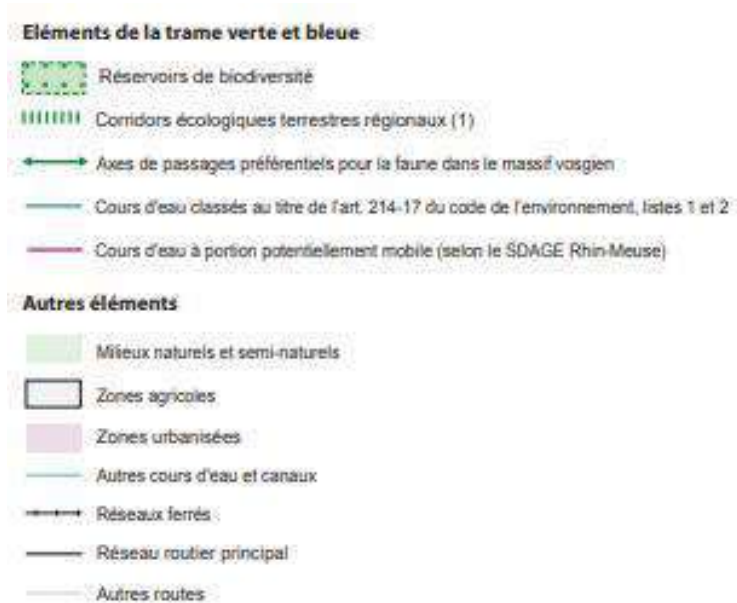 Eléments de la trame verte et bleue
Réservoirs de biodiversité
Corridors écologiques terrestres régionaux (1)
Axes de passages préférentiels pour la faune dans le massif vosgien
Cours d'eau classés au titre de l'art. 214-17 du code de l'environnement, listes 1 et 2
Cours d'eau à portion potentiellement mobile (selon le SDAGE Rhin-Meuse)
Autres éléments
Milieux naturels et semi-naturels
Zones agricoles
Zones urbanisées
Autres cours d'eau et canaux
Réseaux ferrés
Réseau routier principal
Autres routes